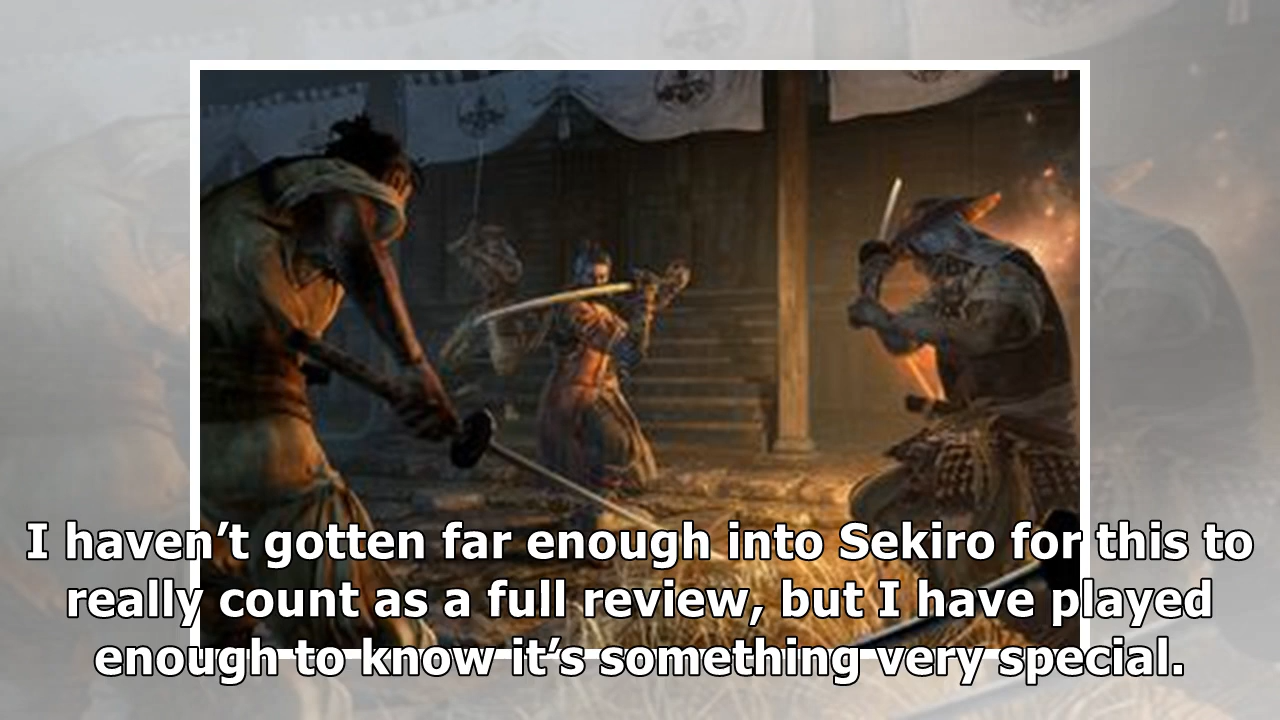 I haven’t gotten far enough into Sekiro for this to
really count as a full review, but I have played
enough to know it’s something very special.